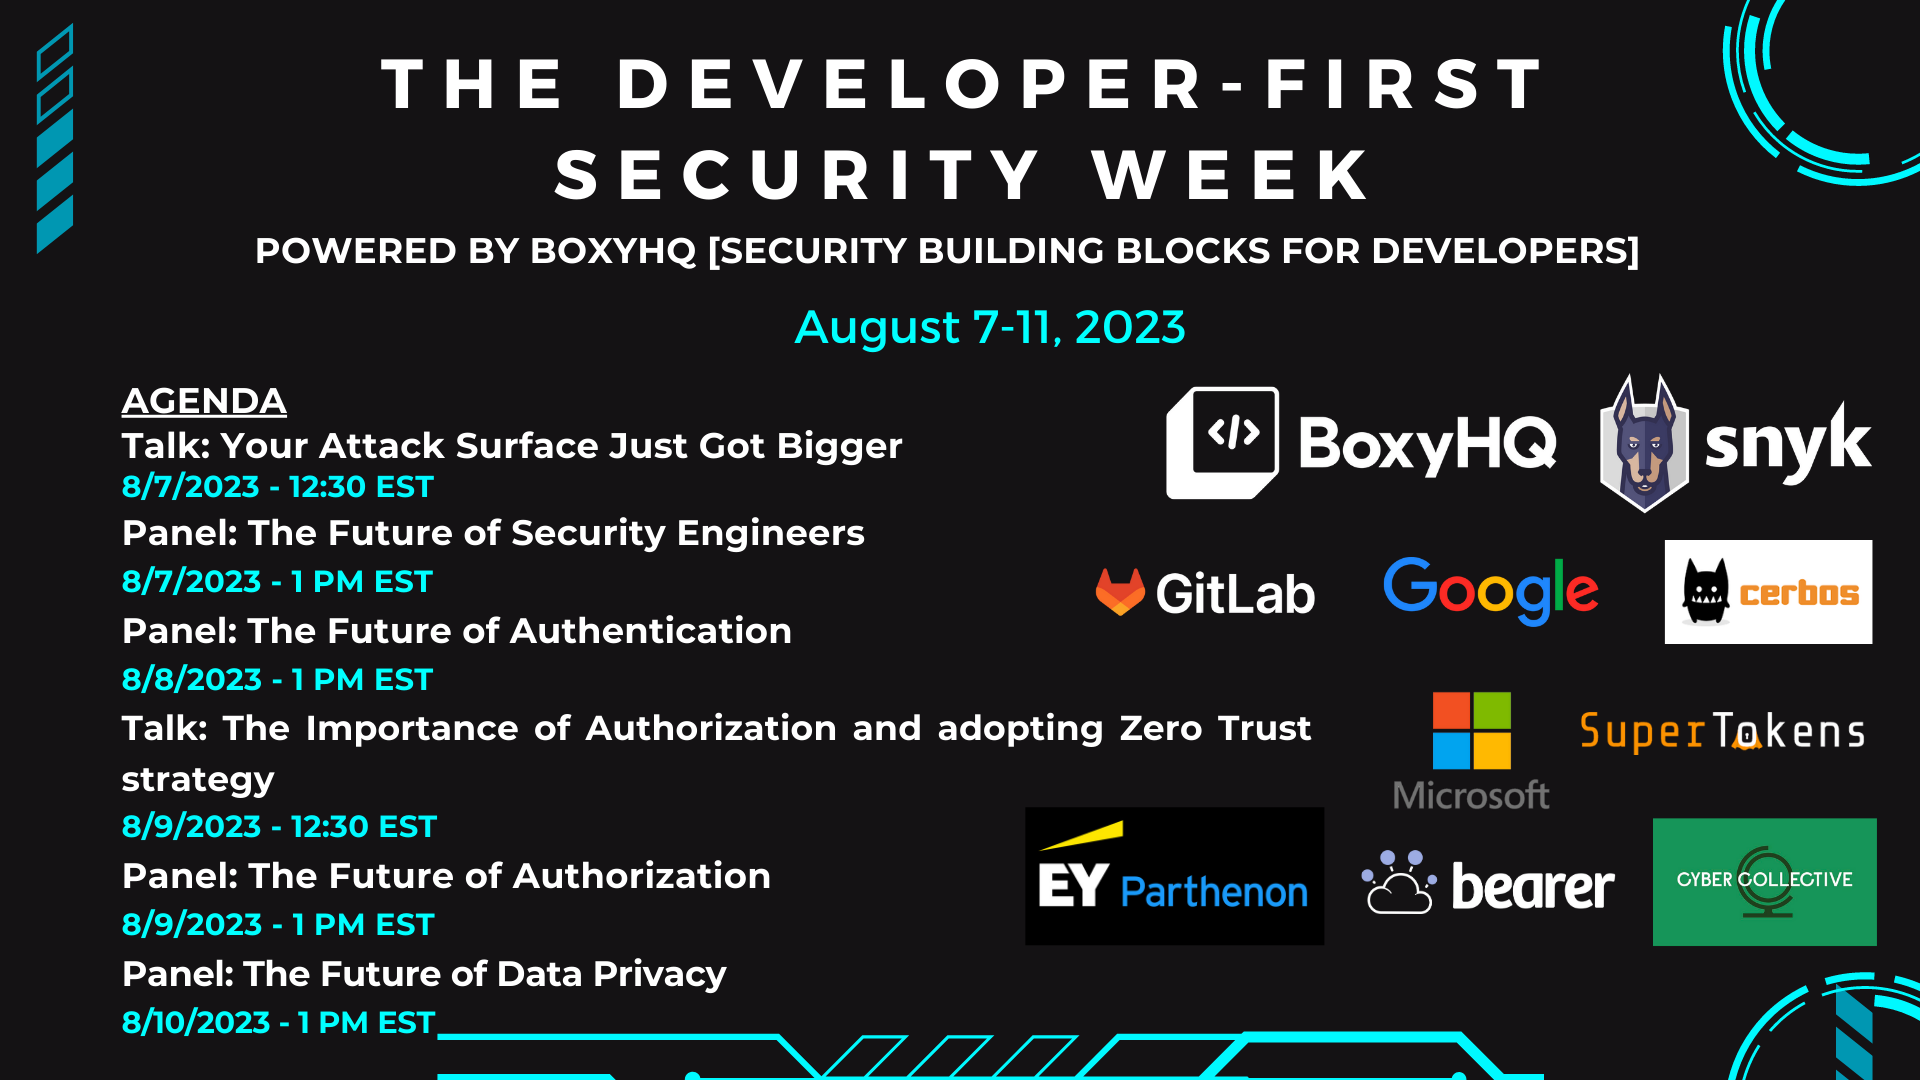 THE DEVELOPER-FIRST
SECURITY WEEK
POWERED BY BOXYHQ [SECURITY BUILDING BLOCKS FOR DEVELOPERS]
August 7-11, 2023
AGENDA
Talk: Your Attack Surface Just Got Bigger
8/7/2023 - 12:30 EST
Panel: The Future of Security Engineers
8/7/2023 - 1 PM EST
Panel: The Future of Authentication
8/8/2023 - 1 PM EST
Talk: The Importance of Authorization and adopting Zero Trust
strategy
8/9/2023 - 12:30 EST
Panel: The Future of Authorization
8/9/2023 - 1 PM EST
Panel: The Future of Data Privacy
8/10/2023 - 1 PM EST
</> BoxyHQ
snyk
GitLab
Google
cerbos
Microsoft
SuperTokens
EY Parthenon
bearer
CYBER COLLECTIVE